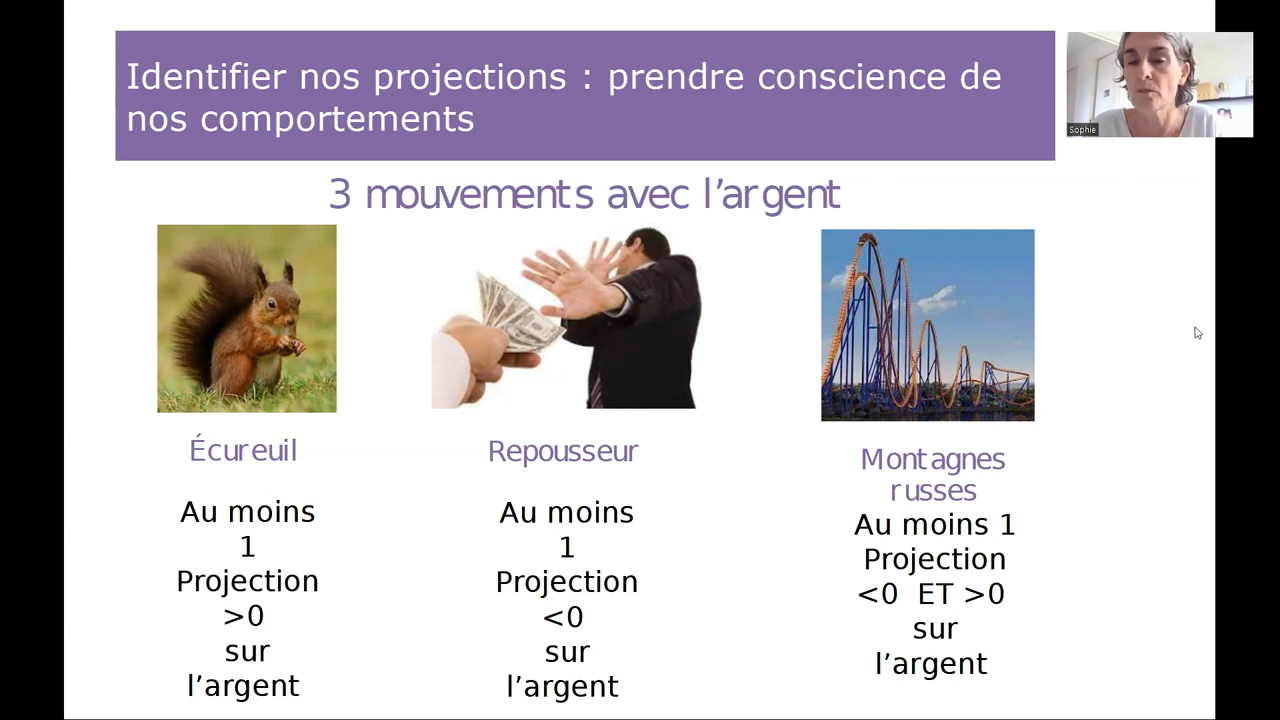 Identifier nos projections : prendre conscience de
nos comportements
Sophie
3 mouvements avec l’argent
Écureuil
Au moins
1
Projection
>0
sur
l’argent
Repousseur
Au moins
1
Projection
<0
sur
l’argent
Montagnes
russes
Au moins 1
Projection
<0 ET >0
sur
l’argent